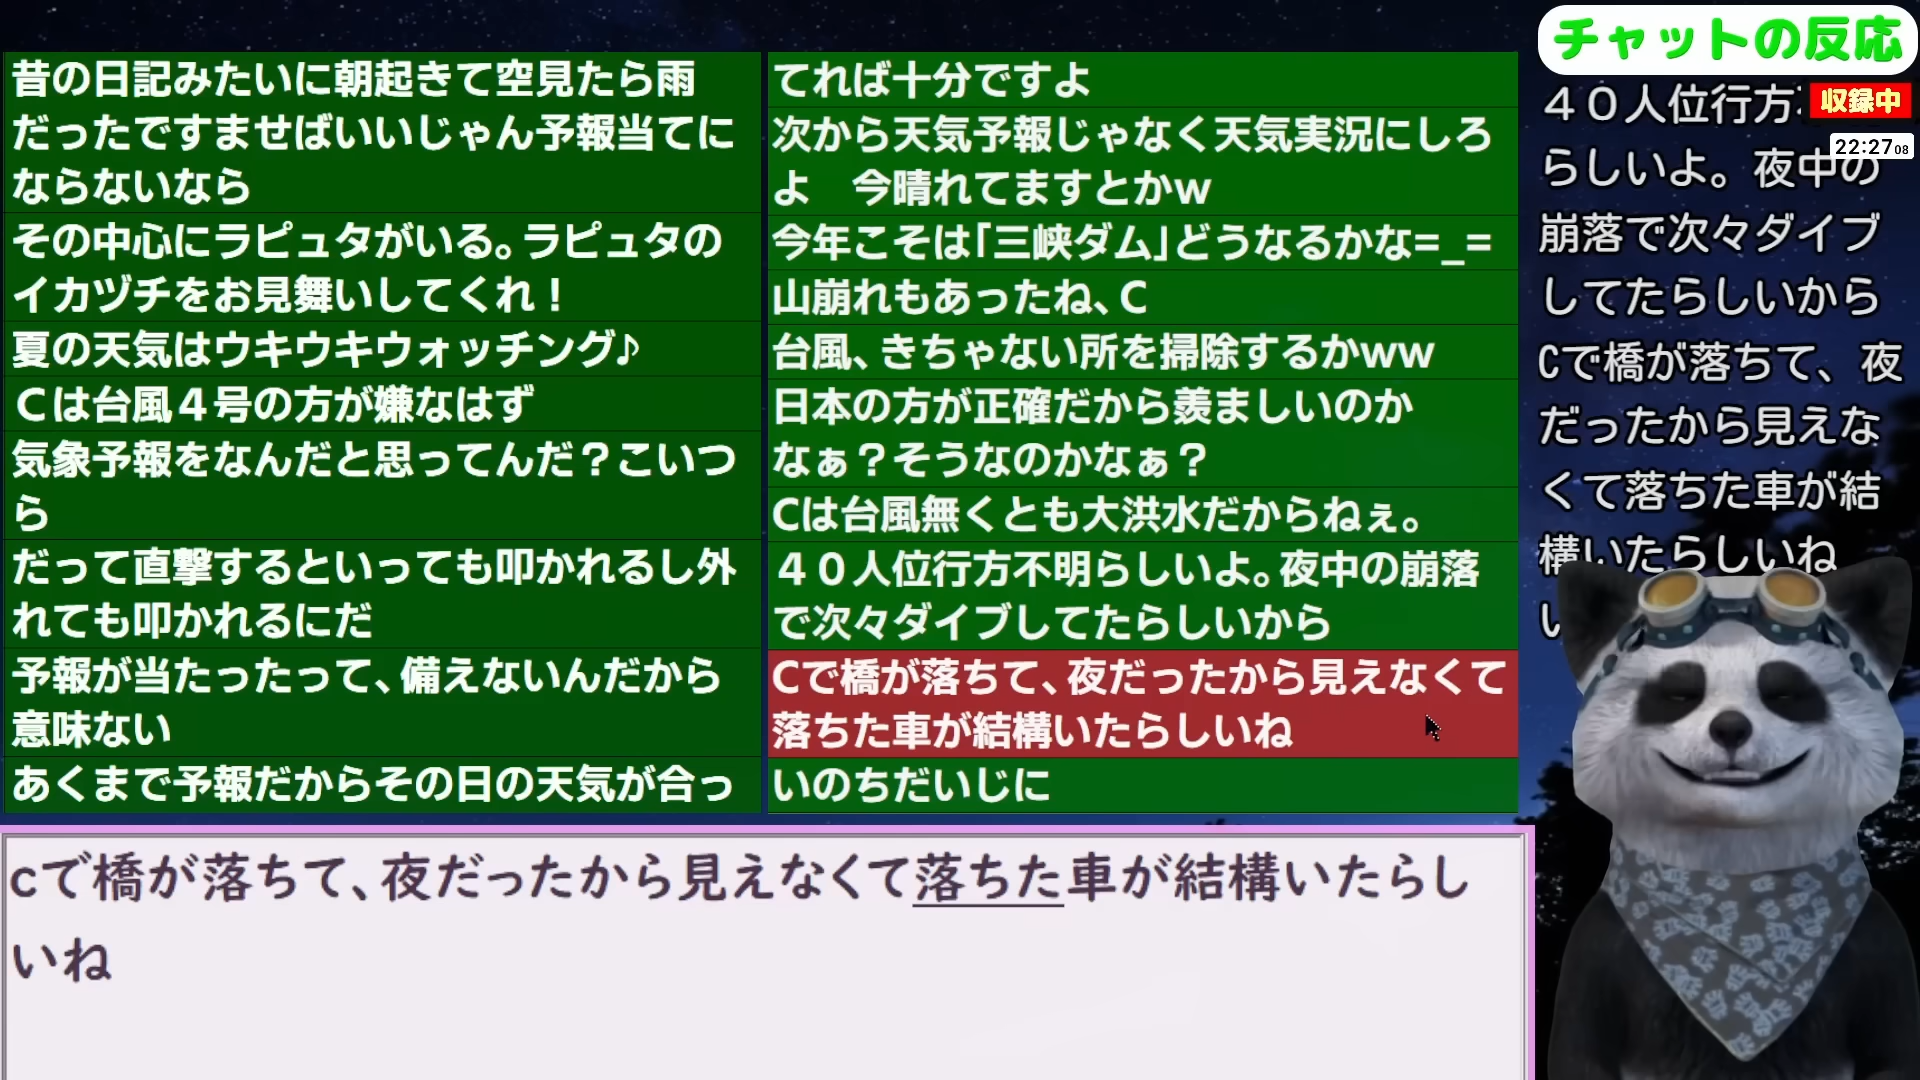 昔の日記みたいに朝起きて空見たら雨
だったですませばいいじゃん予報当てに
ならないなら
その中心にラピュタがいる。ラピュタの
イカヅチをお見舞いしてくれ！
夏の天気はウキウキウォッチング♪
Ｃは台風４号の方が嫌なはず
気象予報をなんだと思ってんだ？こいつ
ら
だって直撃するといっても叩かれるし外
れても叩かれるにだ
予報が当たったって、備えないんだから
意味ない
あくまで予報だからその日の天気が合っ
てれば十分ですよ
次から天気予報じゃなく天気実況にしろ
よ　今晴れてますとかw
今年こそは｢三峡ダム｣どうなるかな=_=
山崩れもあったね、C
台風、きちゃない所を掃除するかww
日本の方が正確だから羨ましいのか
なぁ？そうなのかなぁ？
Cは台風無くとも大洪水だからねぇ。
４０人位行方不明らしいよ。夜中の崩落
で次々ダイブしてたらしいから
Cで橋が落ちて、夜だったから見えなくて
落ちた車が結構いたらしいね
いのちだいじに
cで橋が落ちて、夜だったから見えなくて落ちた車が結構いたらし
いね
チャットの反応
収録中
22:27 08
４０人位行方
らしいよ。夜中の
崩落で次々ダイブ
してたらしいから
Cで橋が落ちて、夜
だったから見えな
くて落ちた車が結
構いたらしいね
い